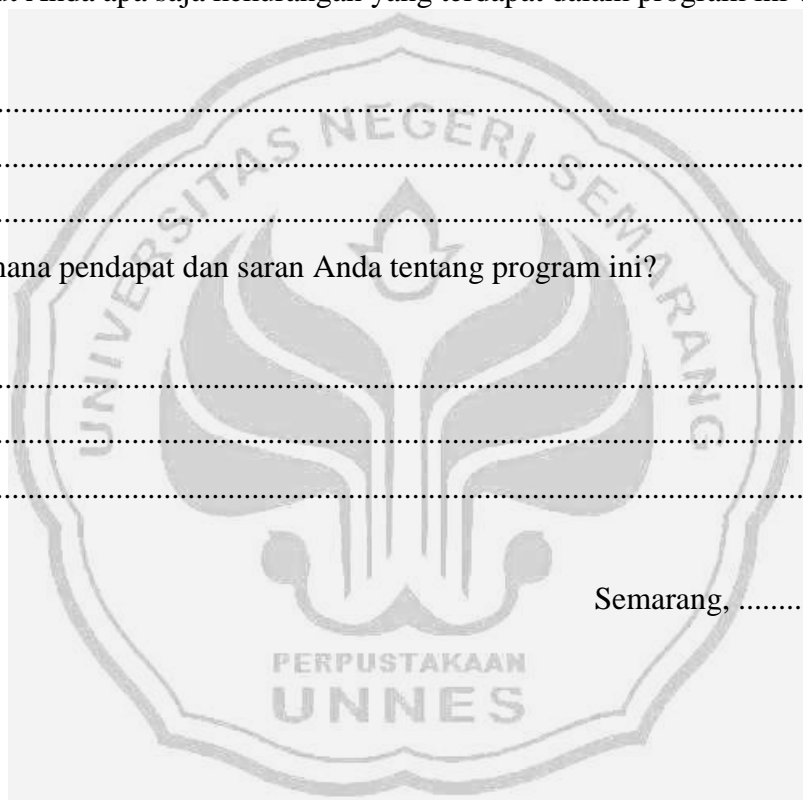 Anda apa saja kekurangan yang terdapat dalam program ini
........................................................................................................
........................................................................................................
........................................................................................................
pendapat dan saran Anda tentang program ini?
........................................................................................................
........................................................................................................
........................................................................................................
Semarang, ........
UNIVERSITAS NEGERI SEMARANG
PERPUSTAKAAN
UNNES